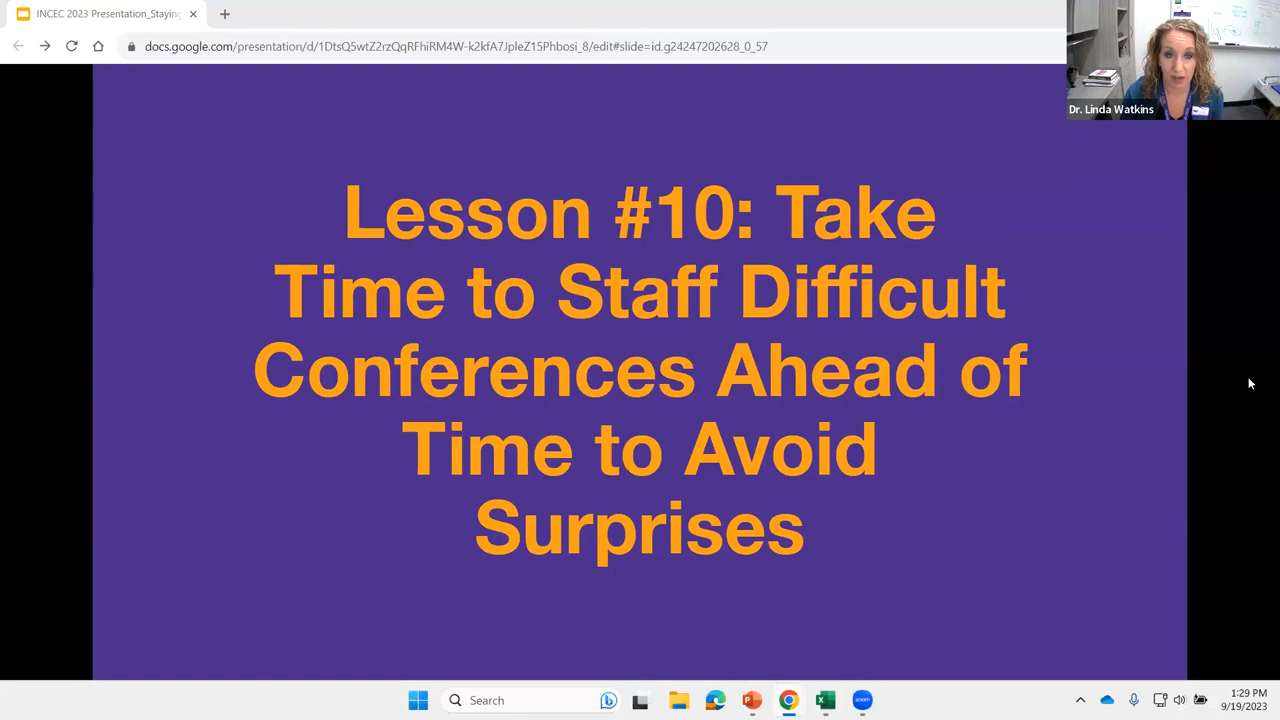 INCEC 2023 Presentation_Staying
docs.google.com/presentation/d/1DtsQ5wtZ2rzQqRFhiRM4W-k2kfA7JpleZ15Phbosi_8/edit#slide=id.g24247202628_0_57
Dr. Linda Watkins
Lesson #10: Take
Time to Staff Difficult
Conferences Ahead of
Time to Avoid
Surprises
Search
zoom
1:29 PM
9/19/2023